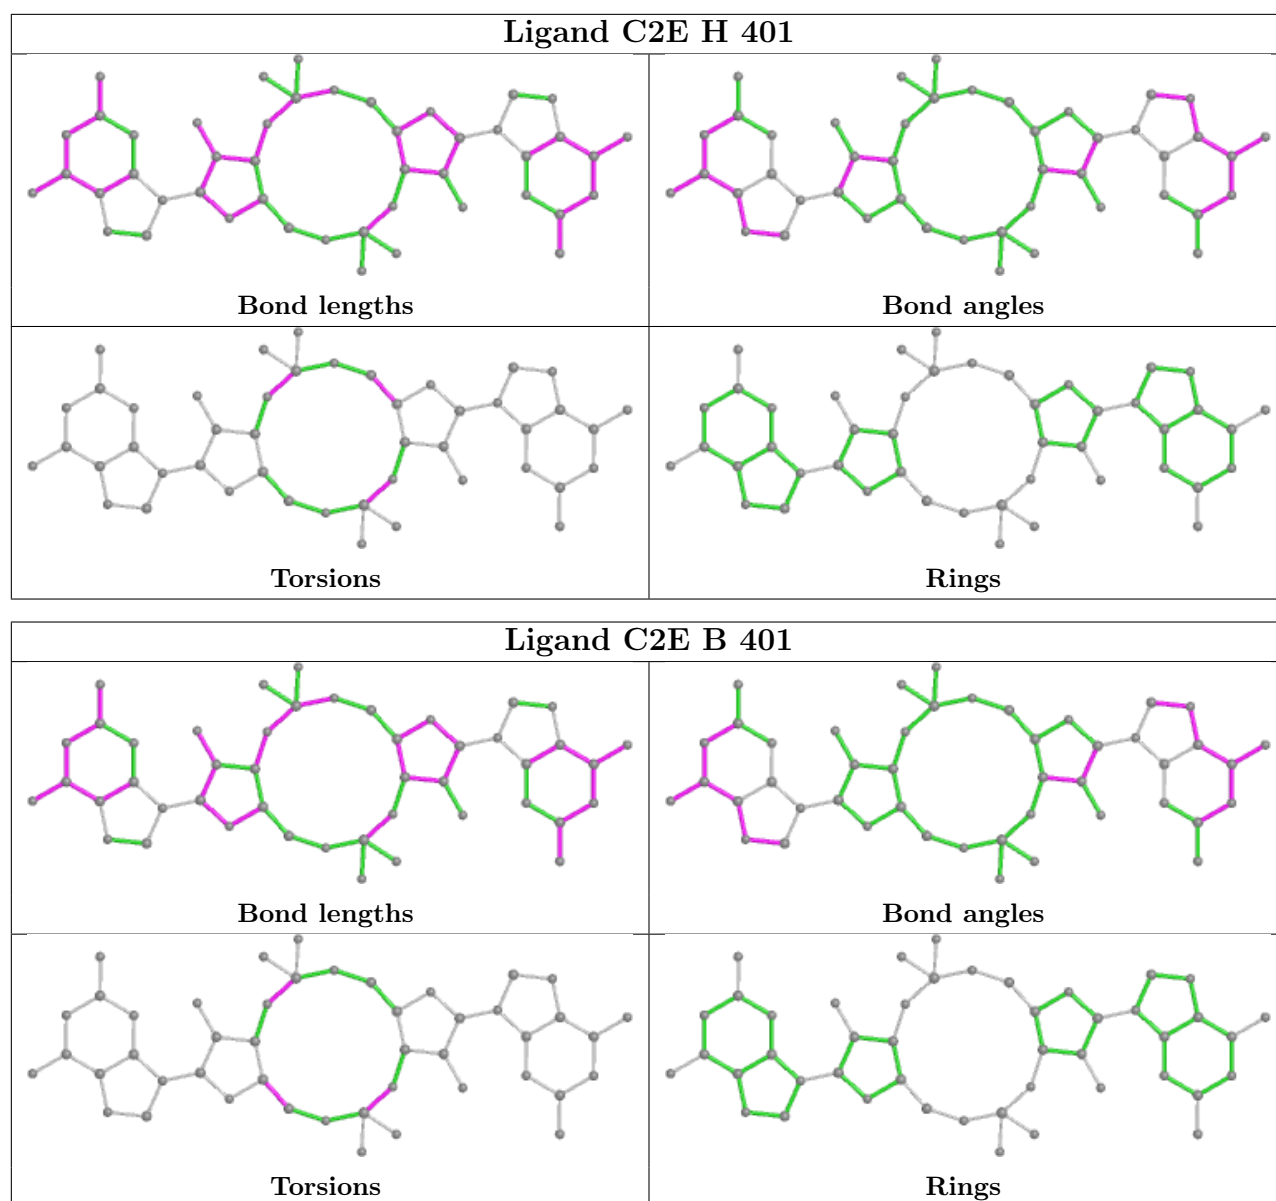 Ligand C2E H 401
Bond lengths
Bond angles
Torsions
Rings
Ligand C2E B 401
Bond lengths
Bond angles
Torsions
Rings